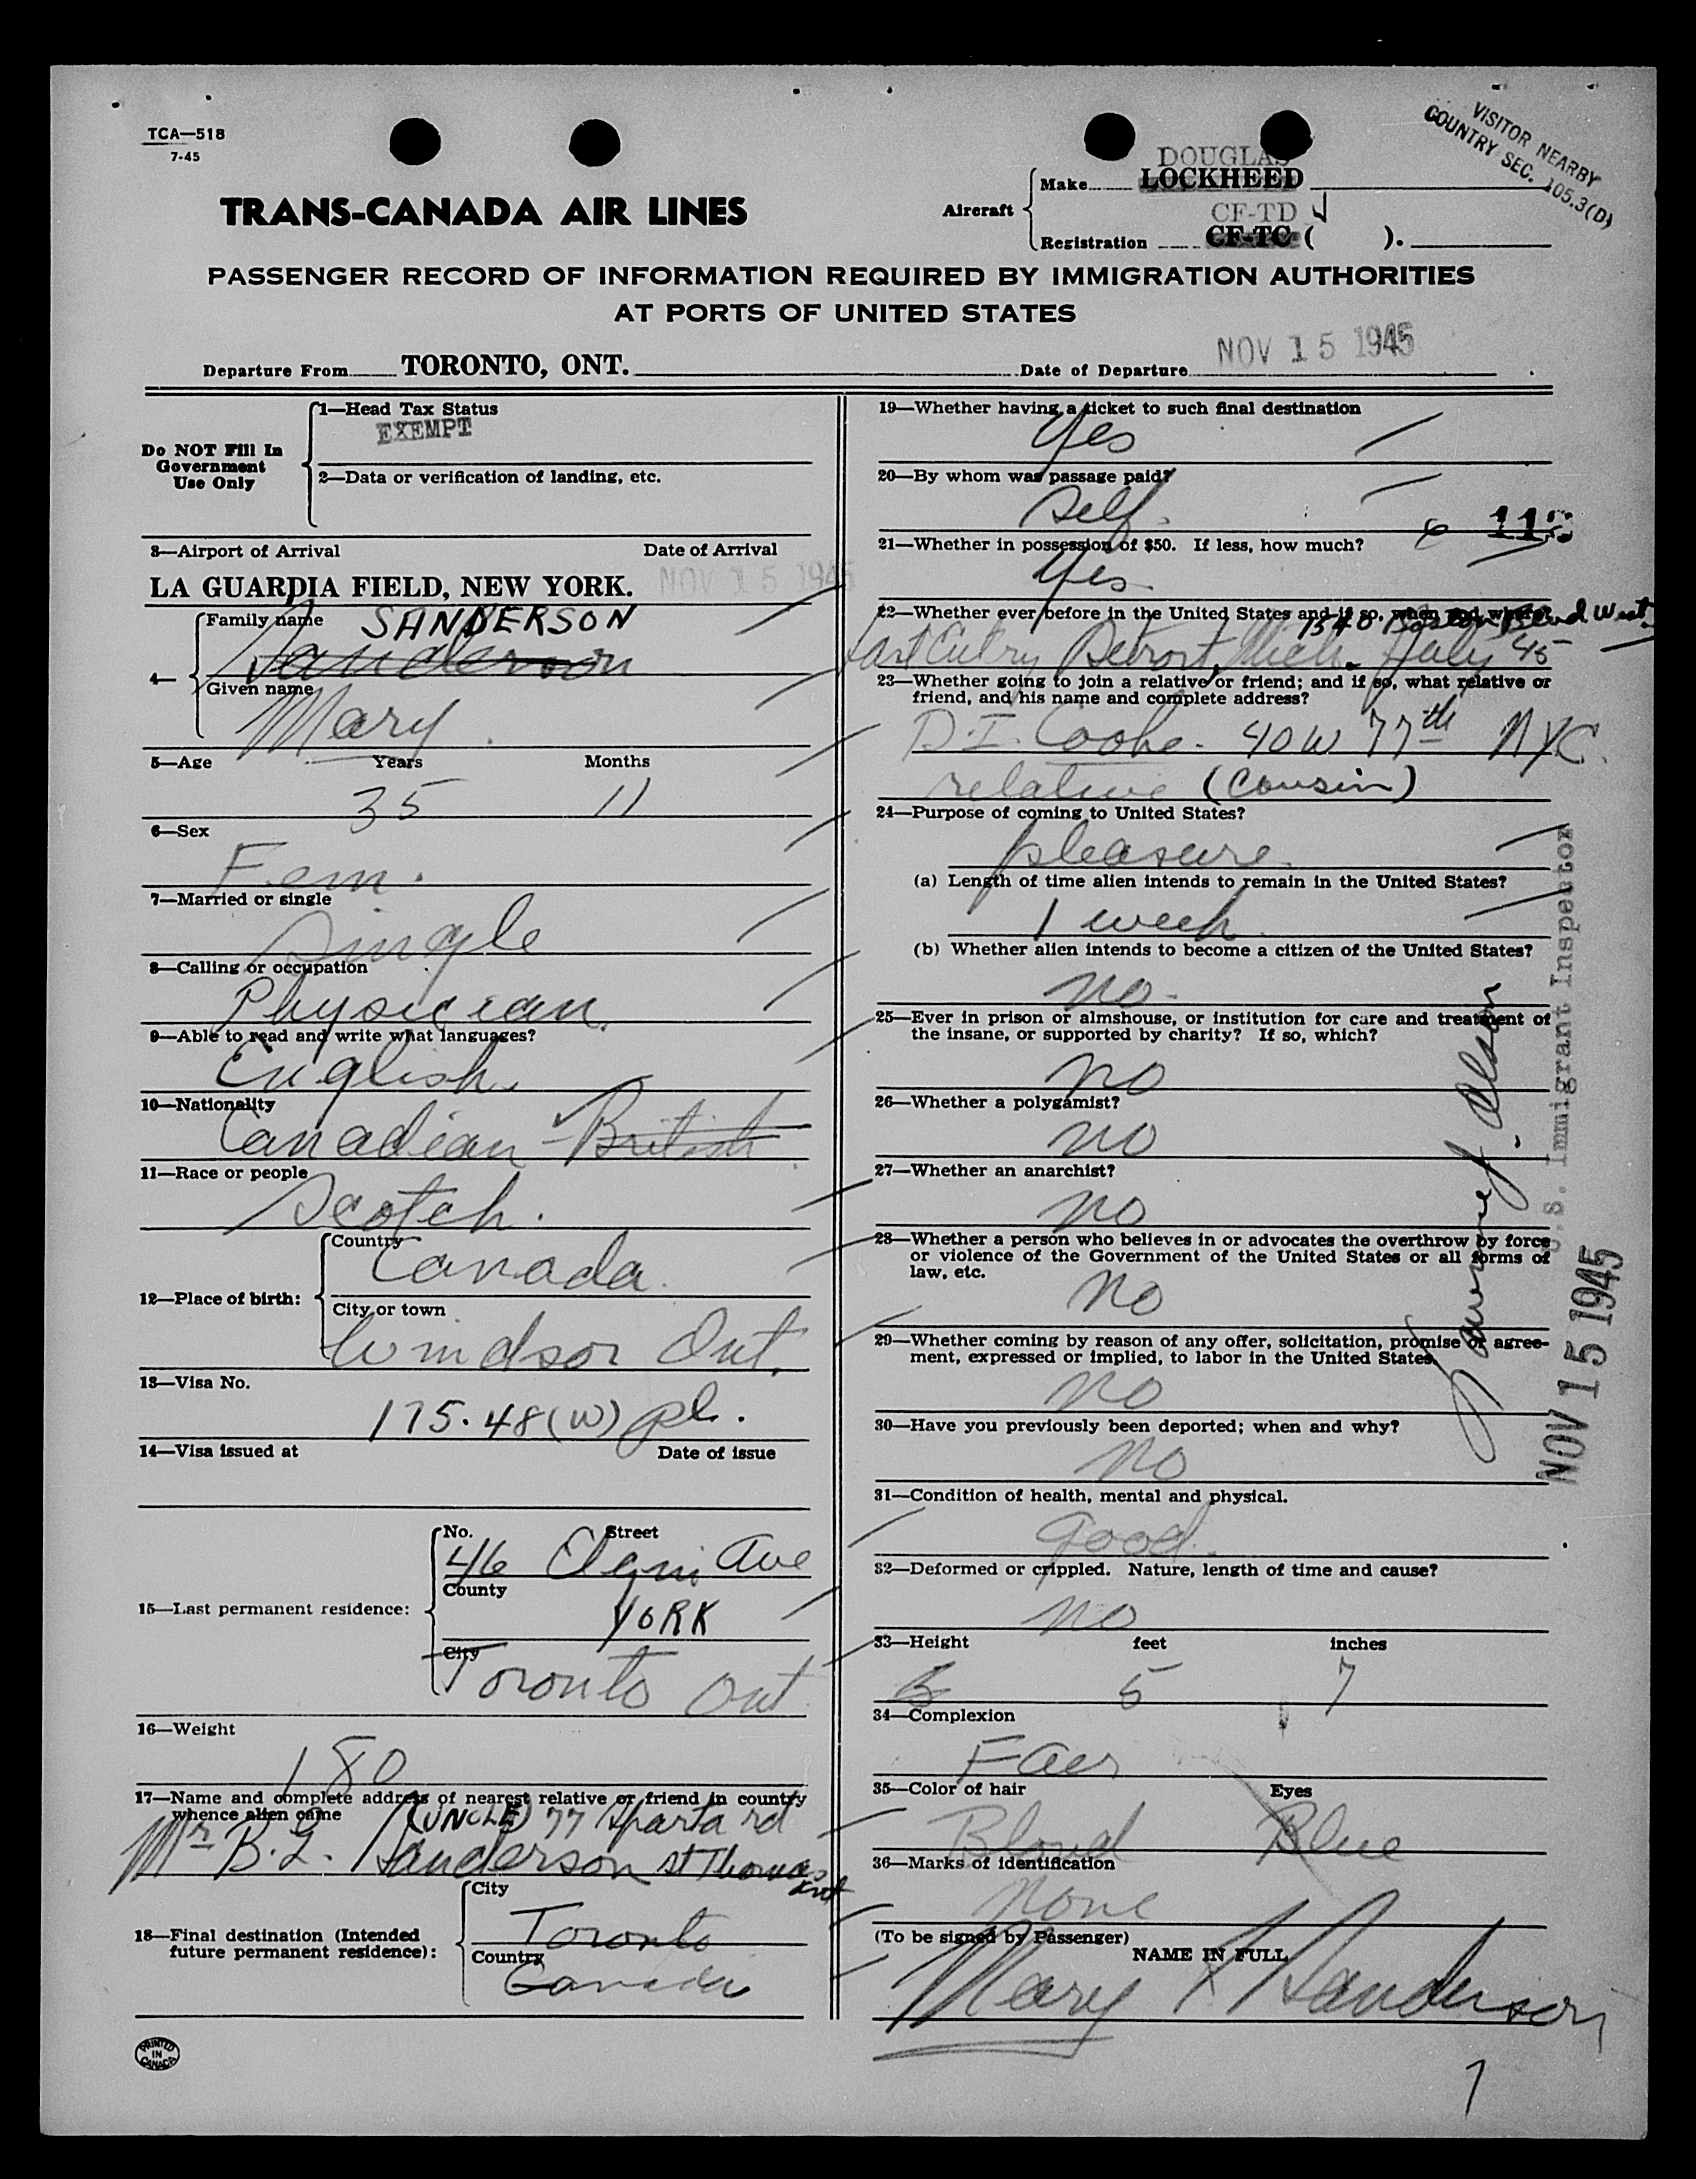 TCA—518
7-45
VISITOR NEARBY
COUNTRY SEC. 105.3(D)
TRANS-CANADA AIR LINES
Aircraft
DOUGLAS
Make LOCKHEED
CF-TD J
Registration CF-TC ( ).
PASSENGER RECORD OF INFORMATION REQUIRED BY IMMIGRATION AUTHORITIES
AT PORTS OF UNITED STATES
Departure From TORONTO, ONT. Date of Departure NOV 15 1945
Do NOT Fill In
Government
Use Only
1—Head Tax Status
EXEMPT
2—Data or verification of landing, etc.
3—Airport of Arrival Date of Arrival
LA GUARDIA FIELD, NEW YORK. NOV 15 1945
4—
Family name SANDERSON
Sanderson
Given name
Mary
5—Age Years Months
35 11
6—Sex
Fem.
7—Married or single
Single
8—Calling or occupation
Physician
9—Able to read and write what languages?
English
10—Nationality
Canadian - British
11—Race or people
Scotch.
12—Place of birth:
Country
Canada
City or town
Windsor Ont.
13—Visa No.
175.48(W) pl.
14—Visa issued at Date of issue
15—Last permanent residence:
No. Street
46 Elgin Ave
County
YORK
City
Toronto Ont
16—Weight
180
17—Name and complete address of nearest relative or friend in country
whence alien came (UNCLE) 77 Sparta rd
Mr B. L. Sanderson St Thomas
Ont
18—Final destination (Intended
future permanent residence):
City
Toronto
Country
Canada
PRINTED
IN
CANADA
19—Whether having a ticket to such final destination
Yes
20—By whom was passage paid?
Self.
6 11
21—Whether in possession of $50. If less, how much?
Yes
22—Whether ever before in the United States and if so, when and where?
1540 Boston Blvd West.
Last Entry Detroit, Mich. July 45
23—Whether going to join a relative or friend; and if so, what relative or
friend, and his name and complete address?
D. I. Cooke. 40 W 77th NYC.
relative (Cousin)
24—Purpose of coming to United States?
pleasure.
(a) Length of time alien intends to remain in the United States?
1 week.
(b) Whether alien intends to become a citizen of the United States?
no.
25—Ever in prison or almshouse, or institution for care and treatment of
the insane, or supported by charity? If so, which?
no
26—Whether a polygamist?
no
27—Whether an anarchist?
no
28—Whether a person who believes in or advocates the overthrow by force
or violence of the Government of the United States or all forms of
law, etc.
no
29—Whether coming by reason of any offer, solicitation, promise or agree-
ment, expressed or implied, to labor in the United States.
no
30—Have you previously been deported; when and why?
no
31—Condition of health, mental and physical.
Good.
32—Deformed or crippled. Nature, length of time and cause?
no
33—Height feet inches
5 7
34—Complexion
Fair
35—Color of hair Eyes
Blond Blue
36—Marks of identification
none
(To be signed by Passenger)
NAME IN FULL
Mary Sanderson
1
U.S. Immigrant Inspector
NOV 15 1945